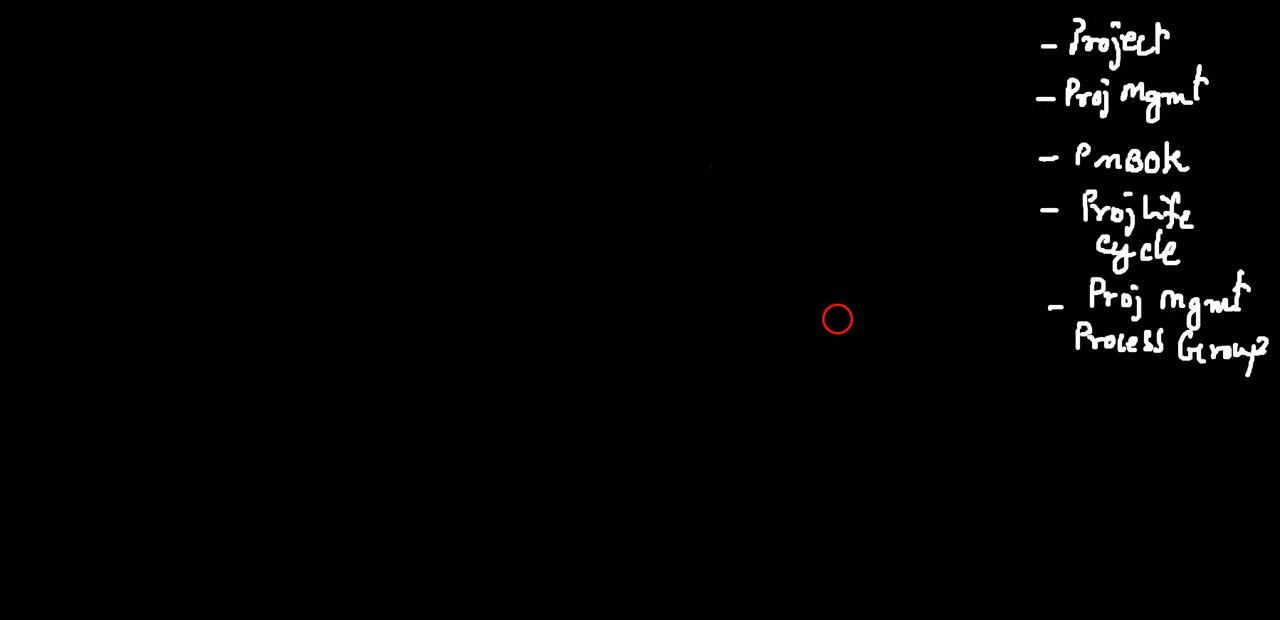 - Project
- Proj Mgmt
- PMBOK
- Proj Life
cycle
- Proj Mgmt
Process Groups